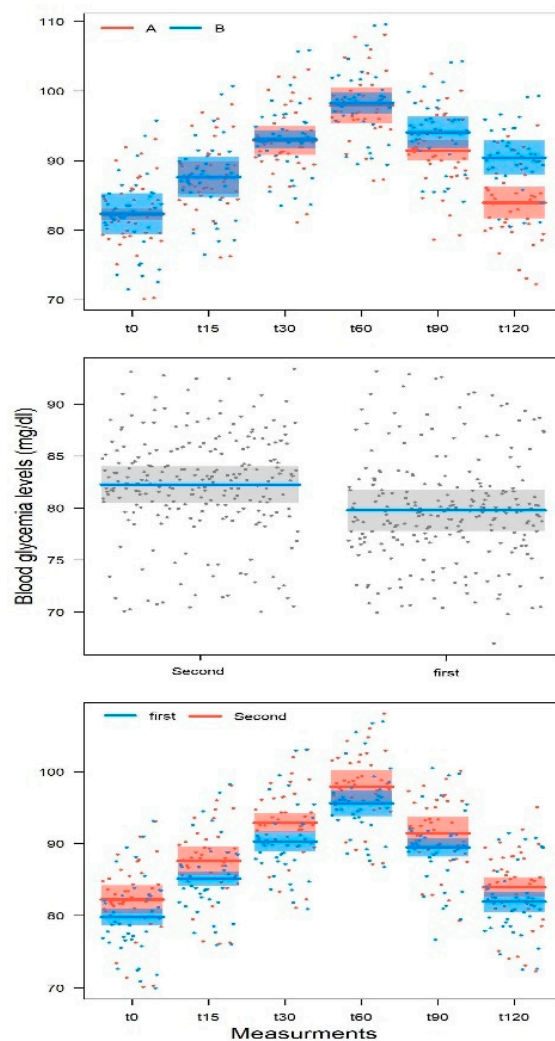 A B
110
100
90
80
70
t0 t15 t30 t60 t90 t120
Blood glycemia levels (mg/dl)
90
85
80
75
70
Second first
first Second
100
90
80
70
t0 t15 t30 t60 t90 t120
Measurments